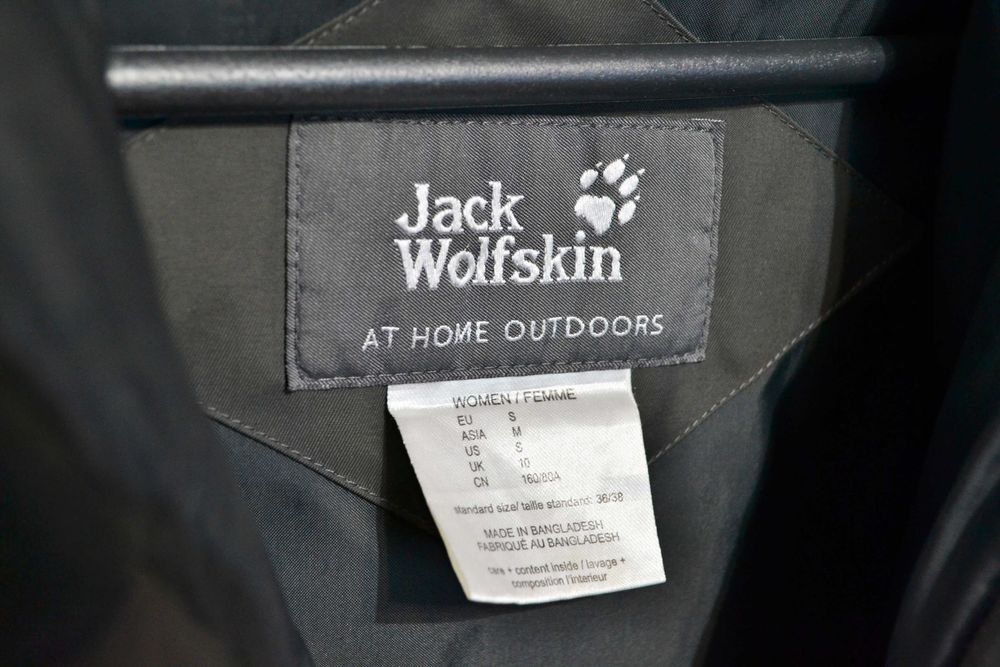 Jack
Wolfskin
AT HOME OUTDOORS
WOMEN / FEMME
EU S
ASIA M
US S
UK 10
CN 160/80A
standard size/ taille standard: 36/38
MADE IN BANGLADESH
FABRIQUÉ AU BANGLADESH
care + content inside / lavage +
composition l'interieur